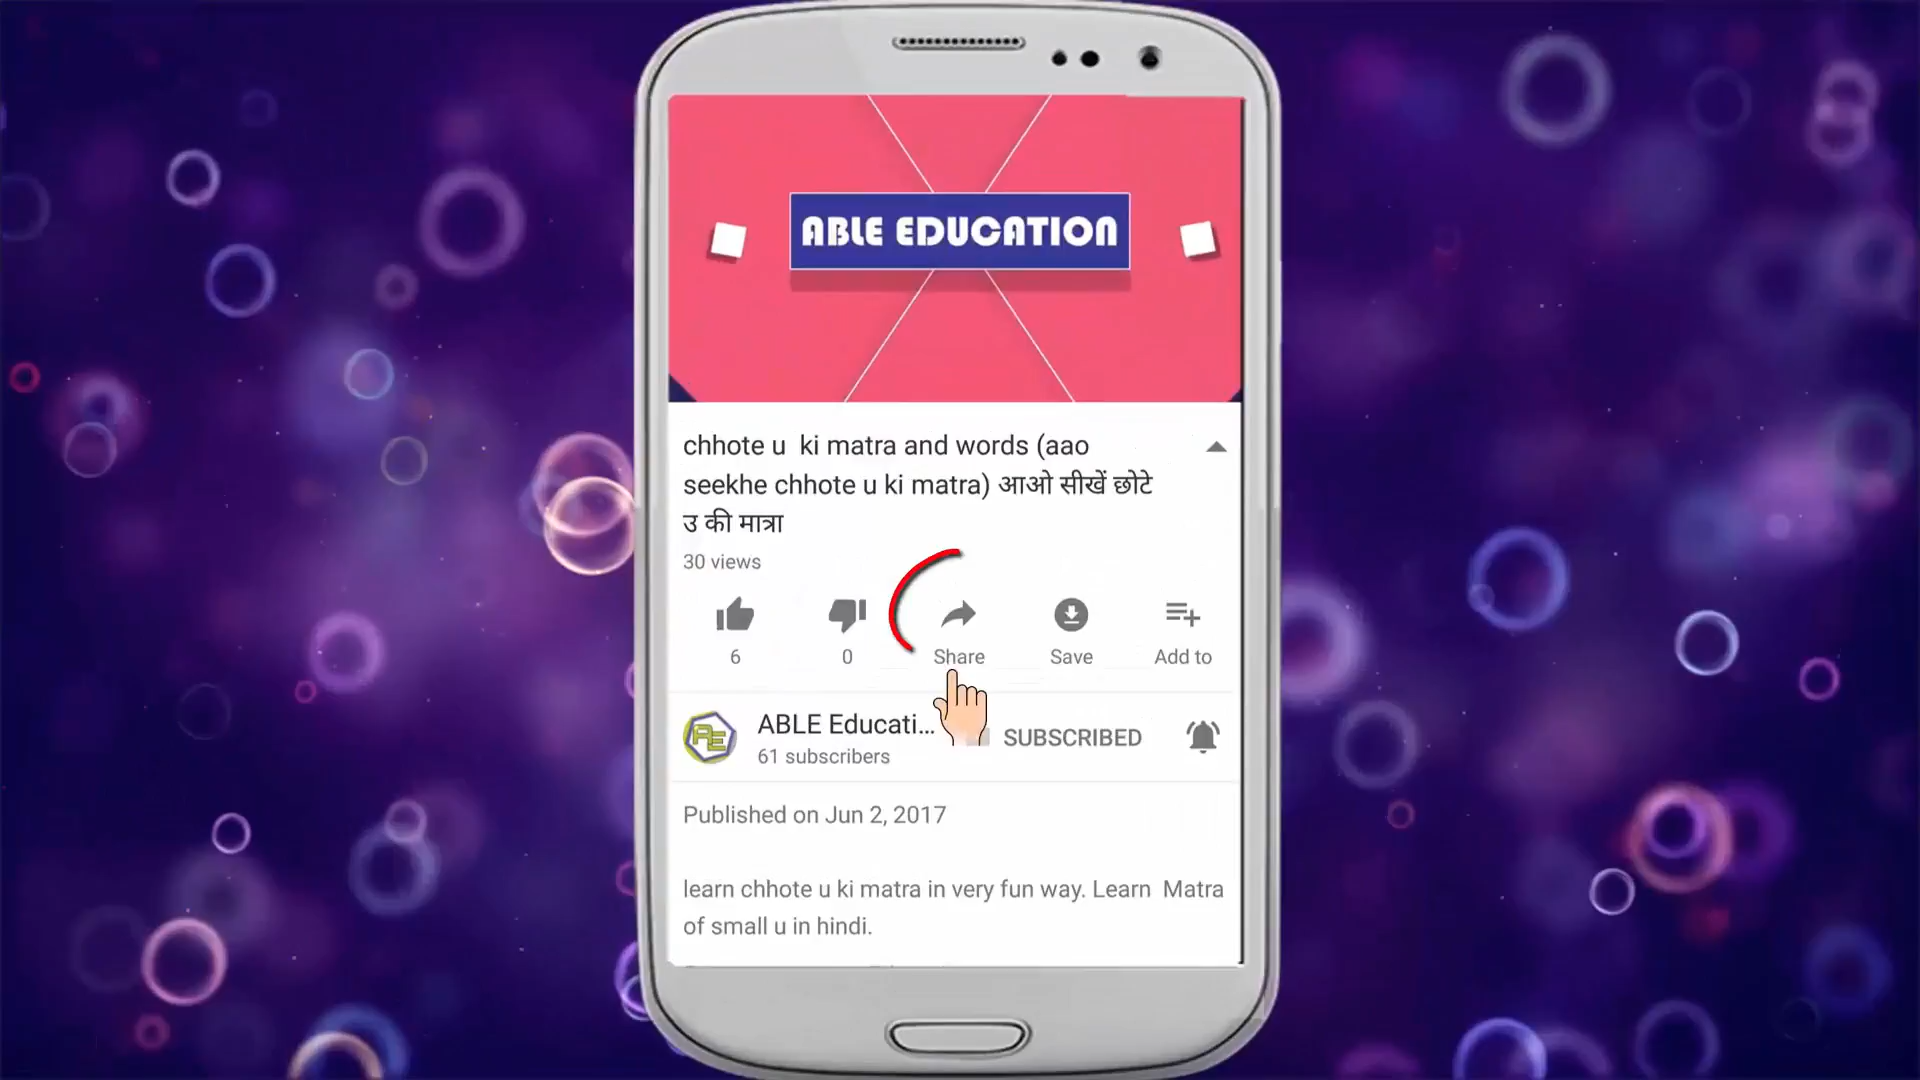 ABLE EDUCATION
chhote u ki matra and words (aao
seekhe chhote u ki matra) आओ सीखें छोटे
उ की मात्रा
30 views
6
0
Share
Save
Add to
AE
ABLE Educati...
SUBSCRIBED
61 subscribers
Published on Jun 2, 2017
learn chhote u ki matra in very fun way. Learn Matra
of small u in hindi.